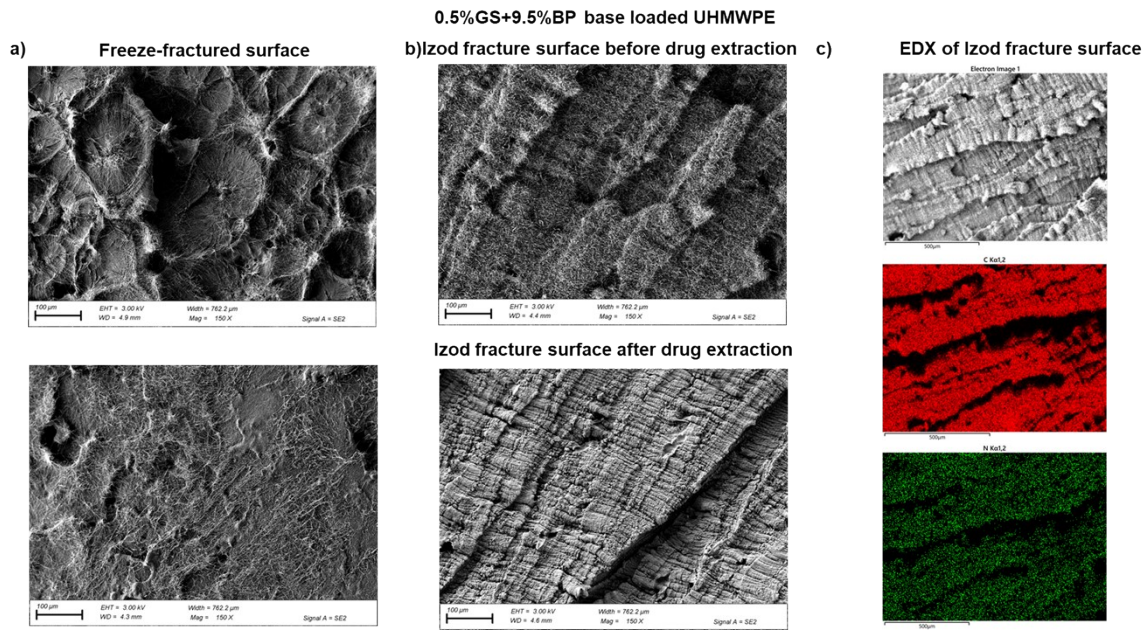 0.5%GS+9.5%BP base loaded UHMWPE
a) Freeze-fractured surface
100 µm
EHT = 3.00 kV
WD = 4.9 mm
Width = 762.2 µm
Mag = 150 X
Signal A = SE2
100 µm
EHT = 3.00 kV
WD = 4.3 mm
Width = 762.2 µm
Mag = 150 X
Signal A = SE2
b) Izod fracture surface before drug extraction
100 µm
EHT = 3.00 kV
WD = 4.4 mm
Width = 762.2 µm
Mag = 150 X
Signal A = SE2
Izod fracture surface after drug extraction
100 µm
EHT = 3.00 kV
WD = 4.6 mm
Width = 762.2 µm
Mag = 150 X
Signal A = SE2
c) EDX of Izod fracture surface
Electron Image 1
500µm
C Kα1,2
500µm
N Kα1,2
500µm